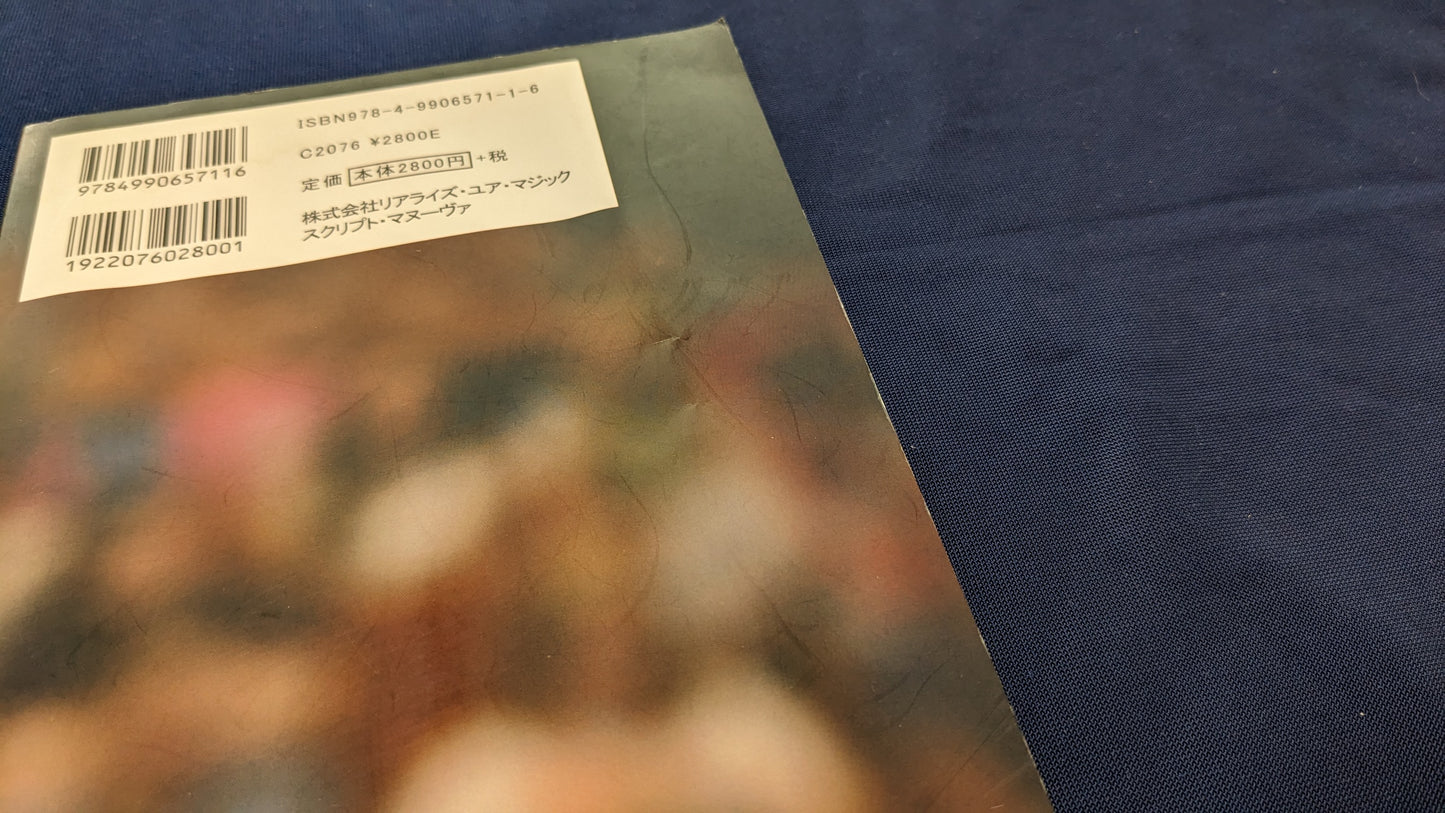 9784990657116
1922076028001
ISBN978-4-9906571-1-6
C2076 ¥2800E
定価 本体2800円 +税
株式会社リアライズ・ユア・マジック
スクリプト・マヌーヴァ